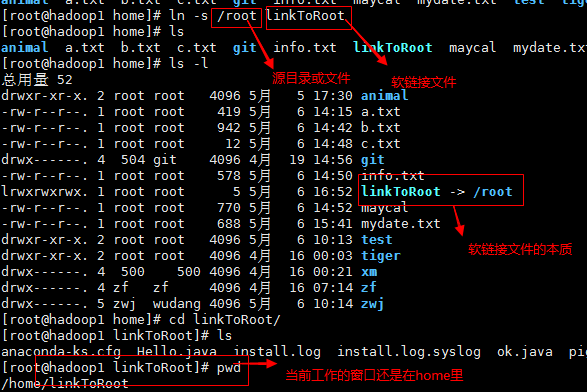 animal a.txt b.txt c.txt git info.txt maycal mydate.txt test tiger
[root@hadoop1 home]# ln -s /root linkToRoot
[root@hadoop1 home]# ls
animal a.txt b.txt c.txt git info.txt linkToRoot maycal mydate.txt
[root@hadoop1 home]# ls -l
源目录或文件
软链接文件
总用量 52
drwxr-xr-x. 2 root root 4096 5月 5 17:30 animal
-rw-r--r--. 1 root root 419 5月 6 14:15 a.txt
-rw-r--r--. 1 root root 942 5月 6 14:42 b.txt
-rw-r--r--. 1 root root 12 5月 6 14:48 c.txt
drwx------. 4 504 git 4096 4月 19 14:56 git
-rw-r--r--. 1 root root 578 5月 6 14:50 info.txt
lrwxrwxrwx. 1 root root 5 5月 6 16:52 linkToRoot -> /root
-rw-r--r--. 1 root root 770 5月 6 14:52 maycal
-rw-r--r--. 1 root root 688 5月 6 15:41 mydate.txt
drwxr-xr-x. 2 root root 4096 5月 6 10:13 test
软链接文件的本质
drwxr-xr-x. 2 root root 4096 4月 16 00:03 tiger
drwx------. 4 500 500 4096 4月 16 00:21 xm
drwx------. 4 zf zf 4096 4月 16 07:14 zf
drwx------. 5 zwj wudang 4096 5月 6 10:14 zwj
[root@hadoop1 home]# cd linkToRoot/
[root@hadoop1 linkToRoot]# ls
anaconda-ks.cfg Hello.java install.log install.log.syslog ok.java pic
[root@hadoop1 linkToRoot]# pwd
当前工作的窗口还是在home里
/home/linkToRoot